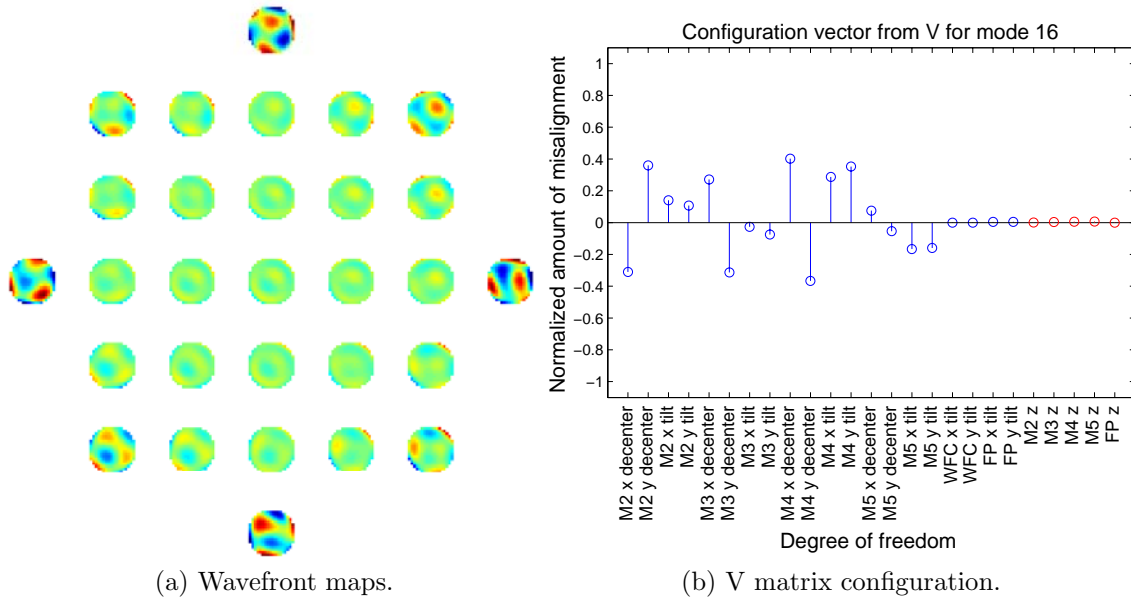 Configuration vector from V for mode 16
Normalized amount of misalignment
1
0.8
0.6
0.4
0.2
0
−0.2
−0.4
−0.6
−0.8
−1
M2 x decenter
M2 y decenter
M2 x tilt
M2 y tilt
M3 x decenter
M3 y decenter
M3 x tilt
M3 y tilt
M4 x decenter
M4 y decenter
M4 x tilt
M4 y tilt
M5 x decenter
M5 y decenter
M5 x tilt
M5 y tilt
WFC x tilt
WFC y tilt
FP x tilt
FP y tilt
M2 z
M3 z
M4 z
M5 z
FP z
Degree of freedom
(a) Wavefront maps.
(b) V matrix configuration.